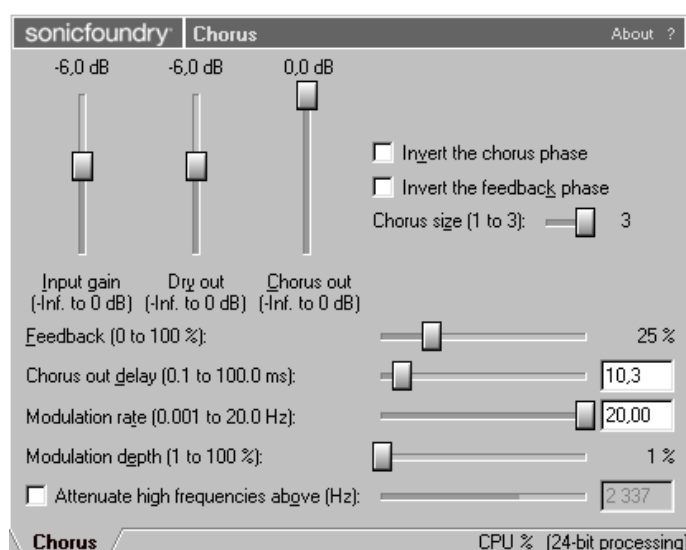 sonicfoundry Chorus About ?
-6,0 dB -6,0 dB 0,0 dB
Invert the chorus phase
Invert the feedback phase
Chorus size (1 to 3): 3
Input gain Dry out Chorus out
(-Inf. to 0 dB) (-Inf. to 0 dB) (-Inf. to 0 dB)
Feedback (0 to 100 %): 25 %
Chorus out delay (0.1 to 100.0 ms): 10,3
Modulation rate (0.001 to 20.0 Hz): 20,00
Modulation depth (1 to 100 %): 1 %
Attenuate high frequencies above (Hz): 2 337
Chorus CPU % (24-bit processing)